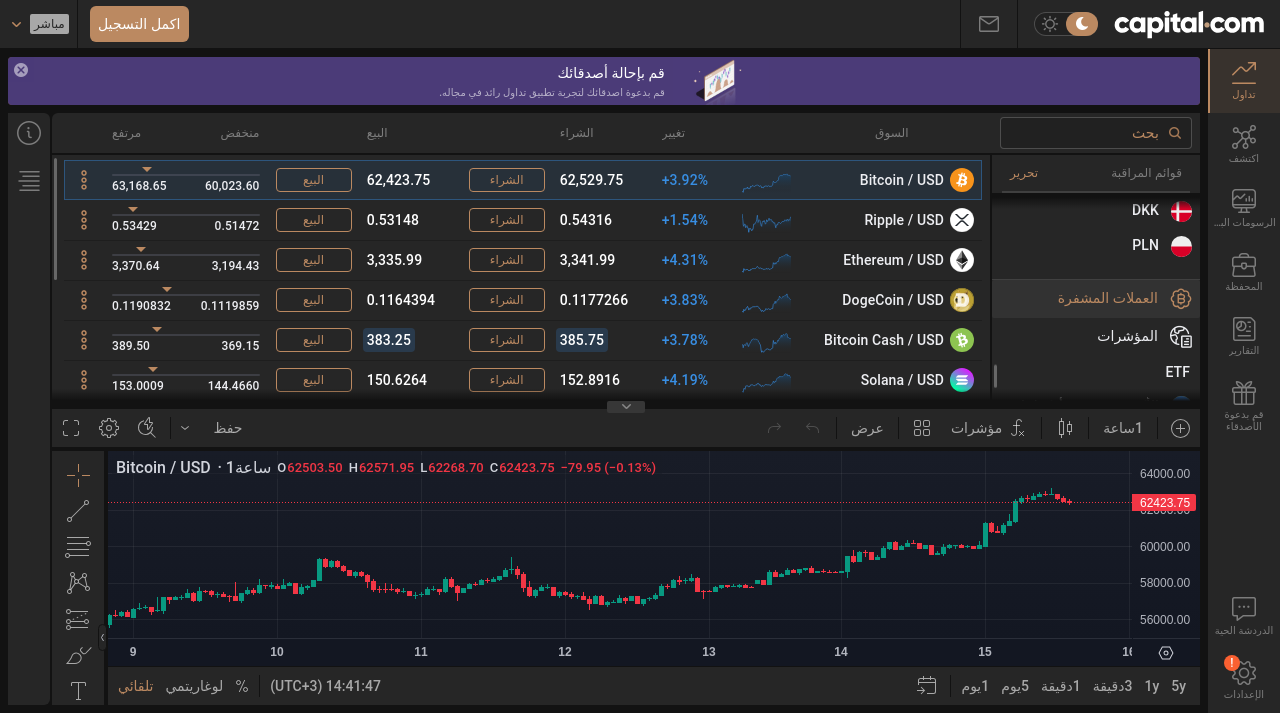 capital.com
اكمل التسجيل
مباشر
قم بإحالة أصدقائك
قم بدعوة اصدقائك لتجربة تطبيق تداول رائد في مجاله.
تداول
اكتشف
الرسومات البـ...
المحفظة
التقارير
قم بدعوة
الأصدقاء
الدردشة الحية
!
الإعدادات
بحث
قوائم المراقبة
تحرير
DKK
PLN
العملات المشفرة
المؤشرات
ETF
السوق
تغيير
الشراء
البيع
منخفض
مرتفع
Bitcoin / USD +3.92% 62,529.75 الشراء 62,423.75 البيع 60,023.60 63,168.65
Ripple / USD +1.54% 0.54316 الشراء 0.53148 البيع 0.51472 0.53429
Ethereum / USD +4.31% 3,341.99 الشراء 3,335.99 البيع 3,194.43 3,370.64
DogeCoin / USD +3.83% 0.1177266 الشراء 0.1164394 البيع 0.1119859 0.1190832
Bitcoin Cash / USD +3.78% 385.75 الشراء 383.25 البيع 369.15 389.50
Solana / USD +4.19% 152.8916 الشراء 150.6264 البيع 144.4660 153.0009
1ساعة
مؤشرات
عرض
حفظ
Bitcoin / USD · 1ساعة O62503.50 H62571.95 L62268.70 C62423.75 −79.95 (−0.13%)
64000.00
62423.75
60000.00
58000.00
56000.00
9 10 11 12 13 14 15
تلقائي
لوغاريتمي
%
14:41:47 (UTC+3)
1يوم
5يوم
1دقيقة
3دقيقة
1y
5y